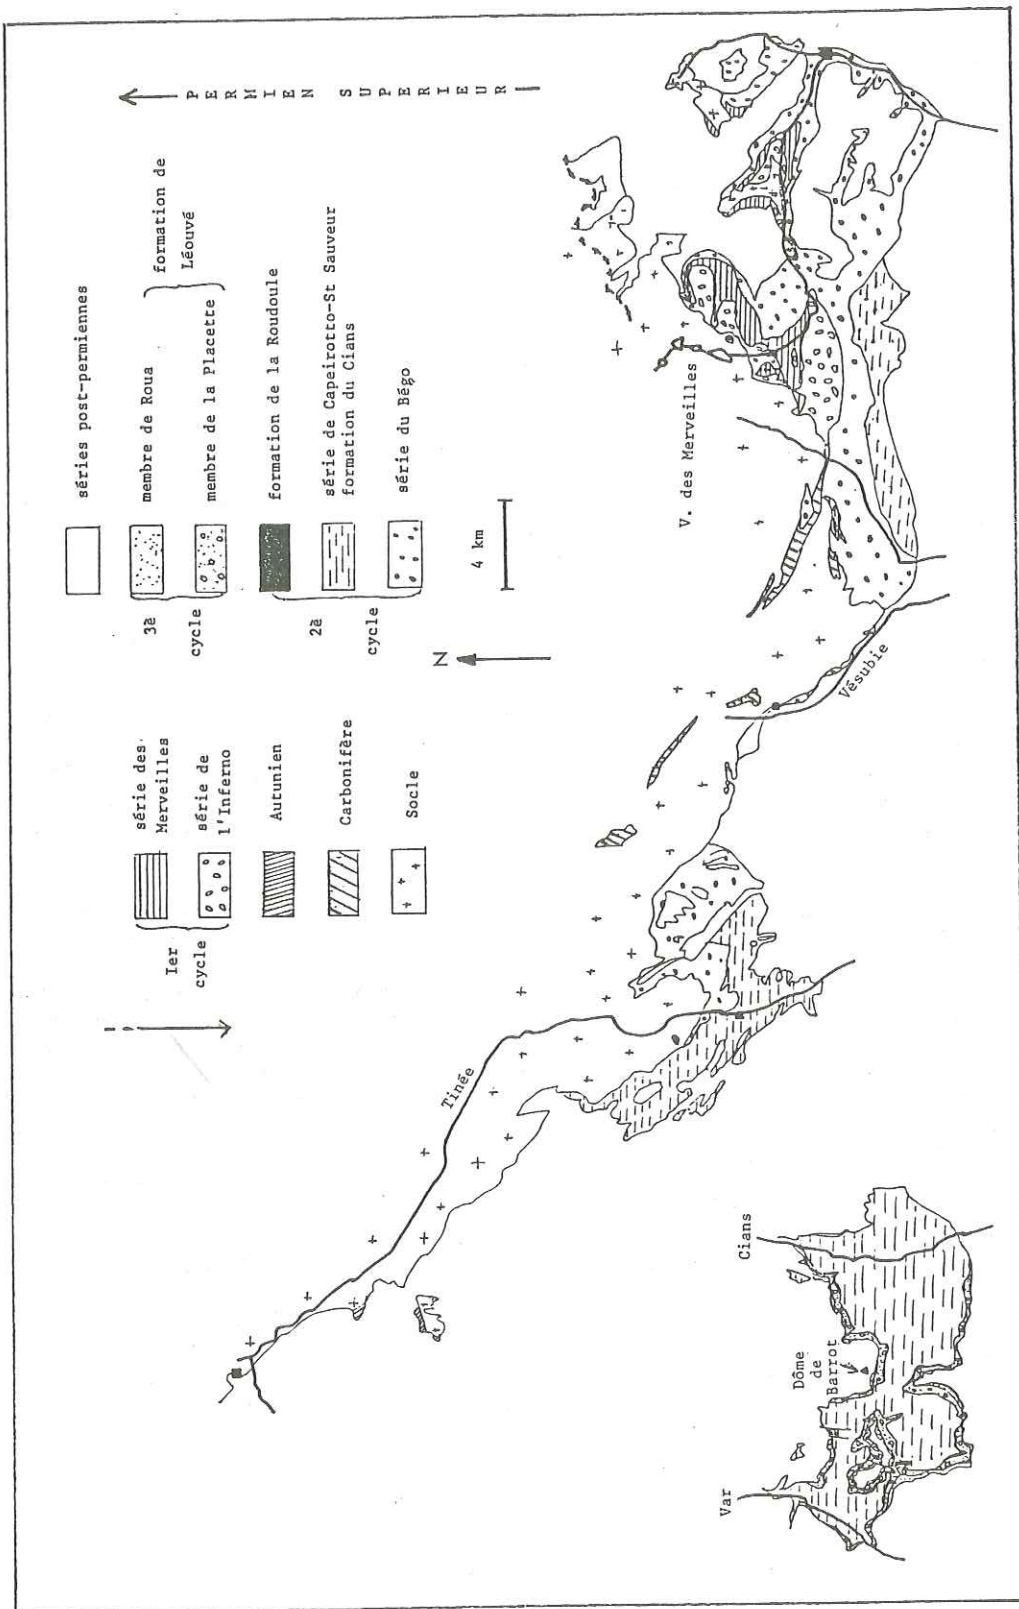 PERMIEN SUPERIEUR
séries post-permiennes
membre de Roua
membre de la Placette
formation de
Léouvé
3è
cycle
formation de la Roudoule
série de Capeirotto-St Sauveur
formation du Cians
série du Bégo
2è
cycle
4 km
N
série des
Merveilles
série de
l'Inferno
Ier
cycle
Autunien
Carbonifère
Socle
V. des Merveilles
Vésubie
Tinée
Cians
Dôme
de
Barrot
Var